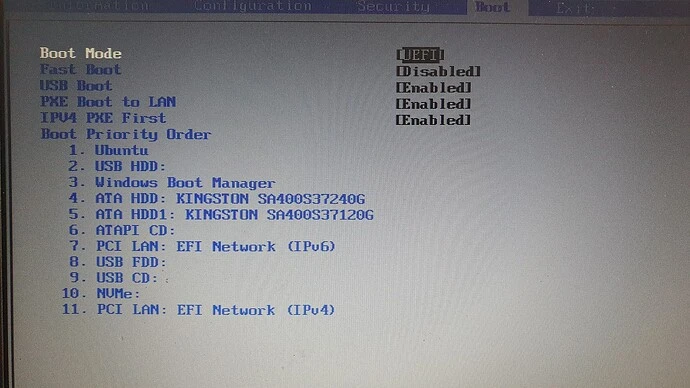 Information Configuration Security Boot Exit
Boot Mode [UEFI]
Fast Boot [Disabled]
USB Boot [Enabled]
PXE Boot to LAN [Enabled]
IPV4 PXE First [Enabled]
Boot Priority Order
1. Ubuntu
2. USB HDD:
3. Windows Boot Manager
4. ATA HDD: KINGSTON SA400S37240G
5. ATA HDD1: KINGSTON SA400S37120G
6. ATAPI CD:
7. PCI LAN: EFI Network (IPv6)
8. USB FDD:
9. USB CD:
10. NVMe:
11. PCI LAN: EFI Network (IPv4)